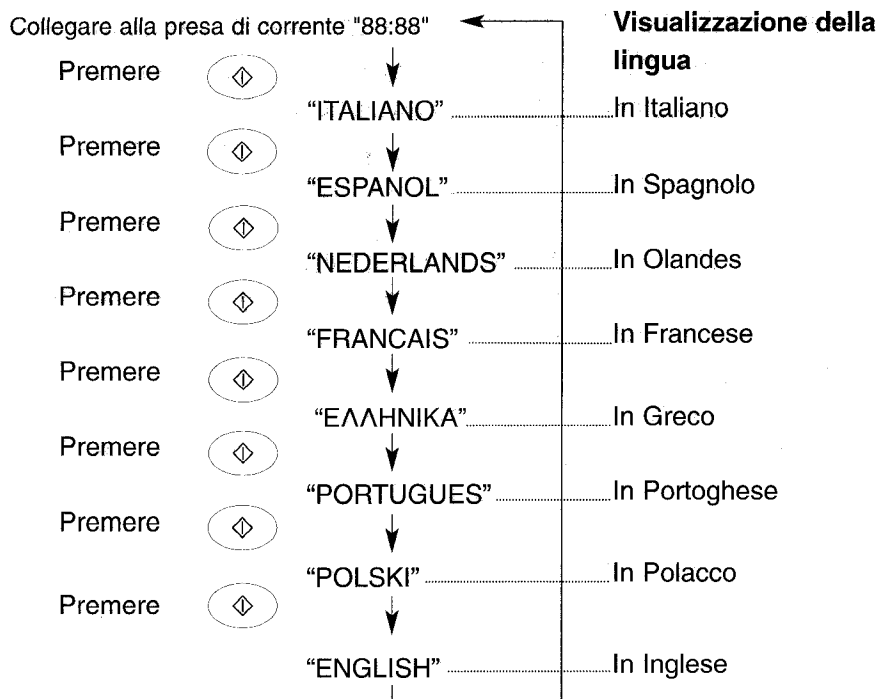 Collegare alla presa di corrente "88:88"
Visualizzazione della
lingua
Premere
"ITALIANO" In Italiano
Premere
"ESPANOL" In Spagnolo
Premere
"NEDERLANDS" In Olandes
Premere
"FRANCAIS" In Francese
Premere
"ΕΛΛΗΝΙΚΑ" In Greco
Premere
"PORTUGUES" In Portoghese
Premere
"POLSKI" In Polacco
Premere
"ENGLISH" In Inglese